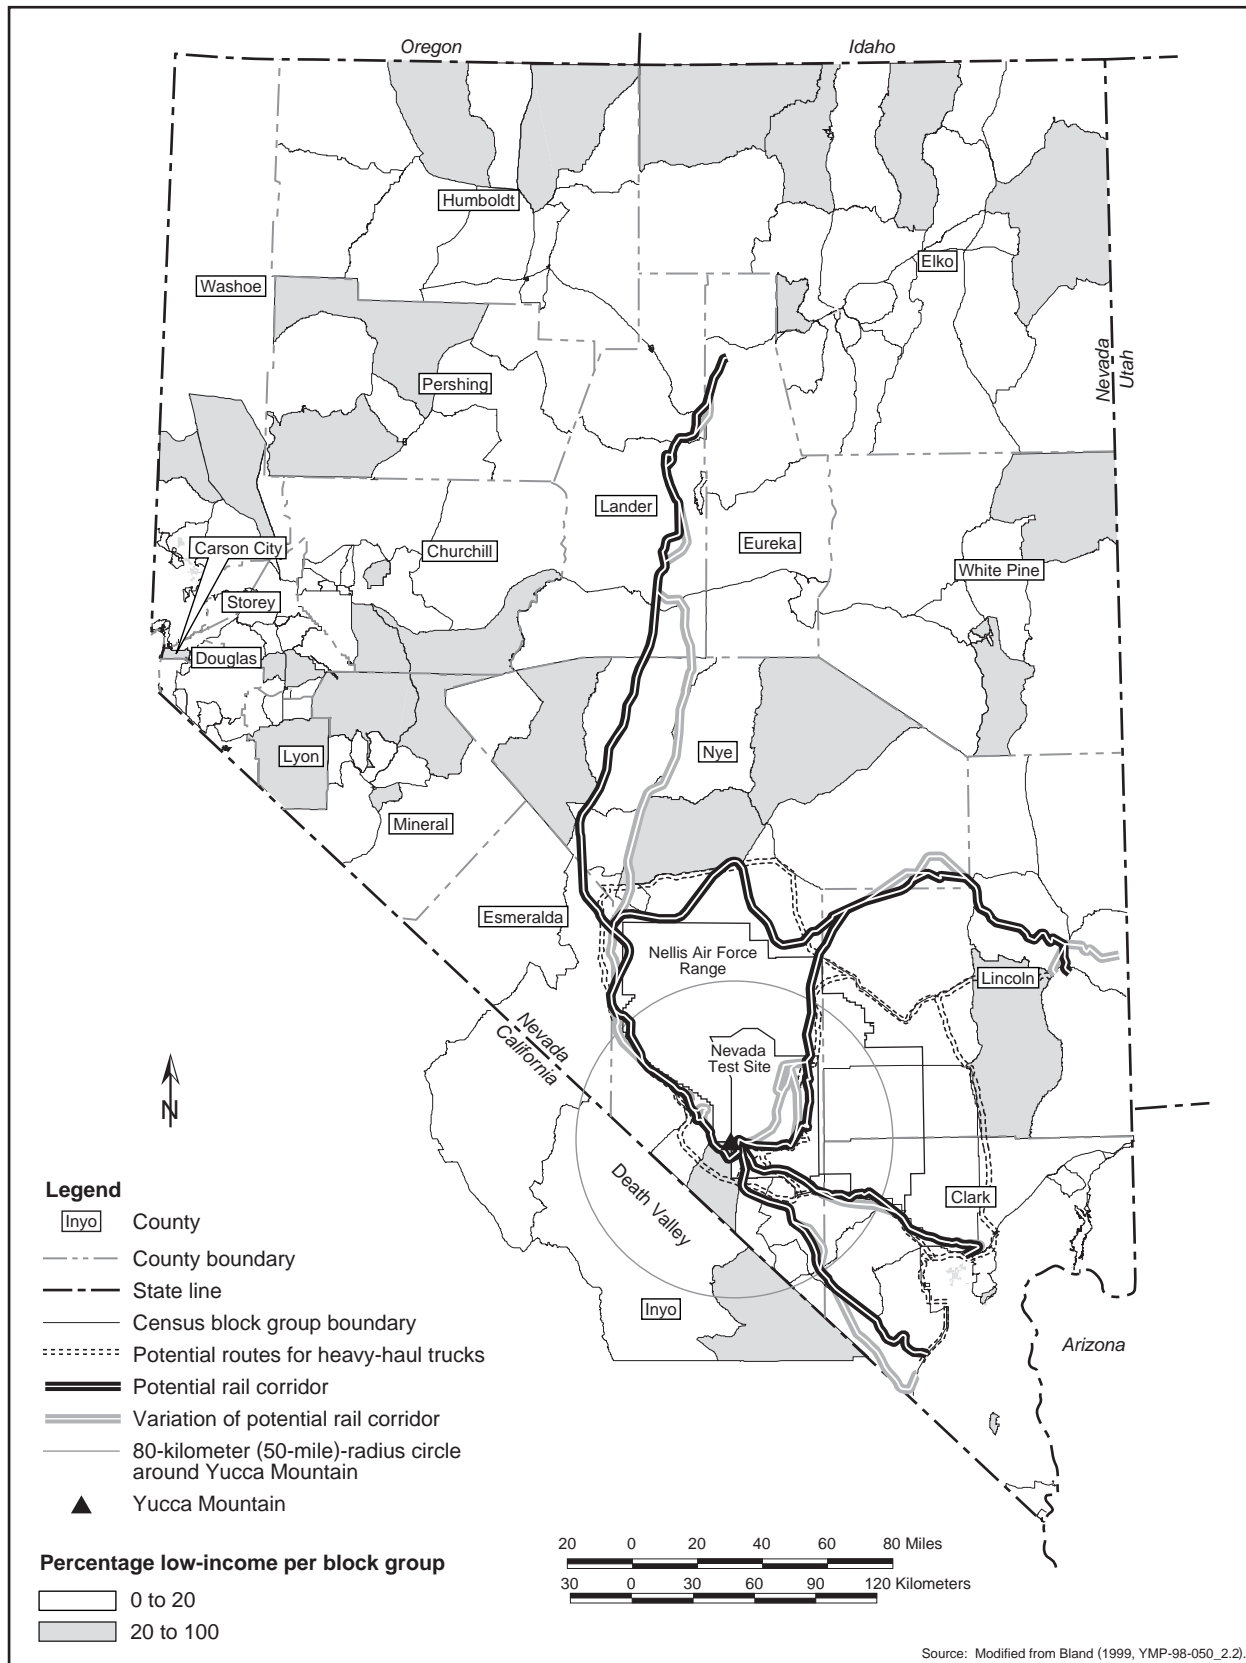 Oregon
Idaho
Humboldt
Elko
Washoe
Nevada
Utah
Pershing
Lander
Carson City
Churchill
Eureka
White Pine
Storey
Douglas
Lyon
Nye
Mineral
Esmeralda
Nellis Air Force
Range
Lincoln
Nevada
California
Nevada
Test Site
N
Death Valley
Clark
Inyo
Arizona
Legend
Inyo County
County boundary
State line
Census block group boundary
Potential routes for heavy-haul trucks
Potential rail corridor
Variation of potential rail corridor
80-kilometer (50-mile)-radius circle
around Yucca Mountain
Yucca Mountain
Percentage low-income per block group
0 to 20
20 to 100
20 0 20 40 60 80 Miles
30 0 30 60 90 120 Kilometers
Source: Modified from Bland (1999, YMP-98-050_2.2).